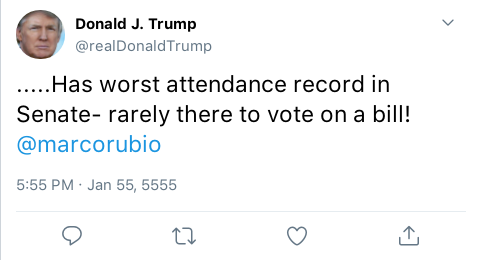 Donald J. Trump
@realDonaldTrump
.....Has worst attendance record in
Senate- rarely there to vote on a bill!
@marcorubio
5:55 PM · Jan 55, 5555